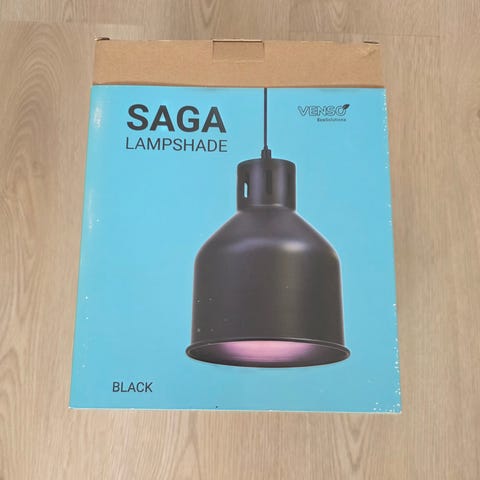 SAGA
LAMPSHADE
VENSO
EcoSolutions
BLACK